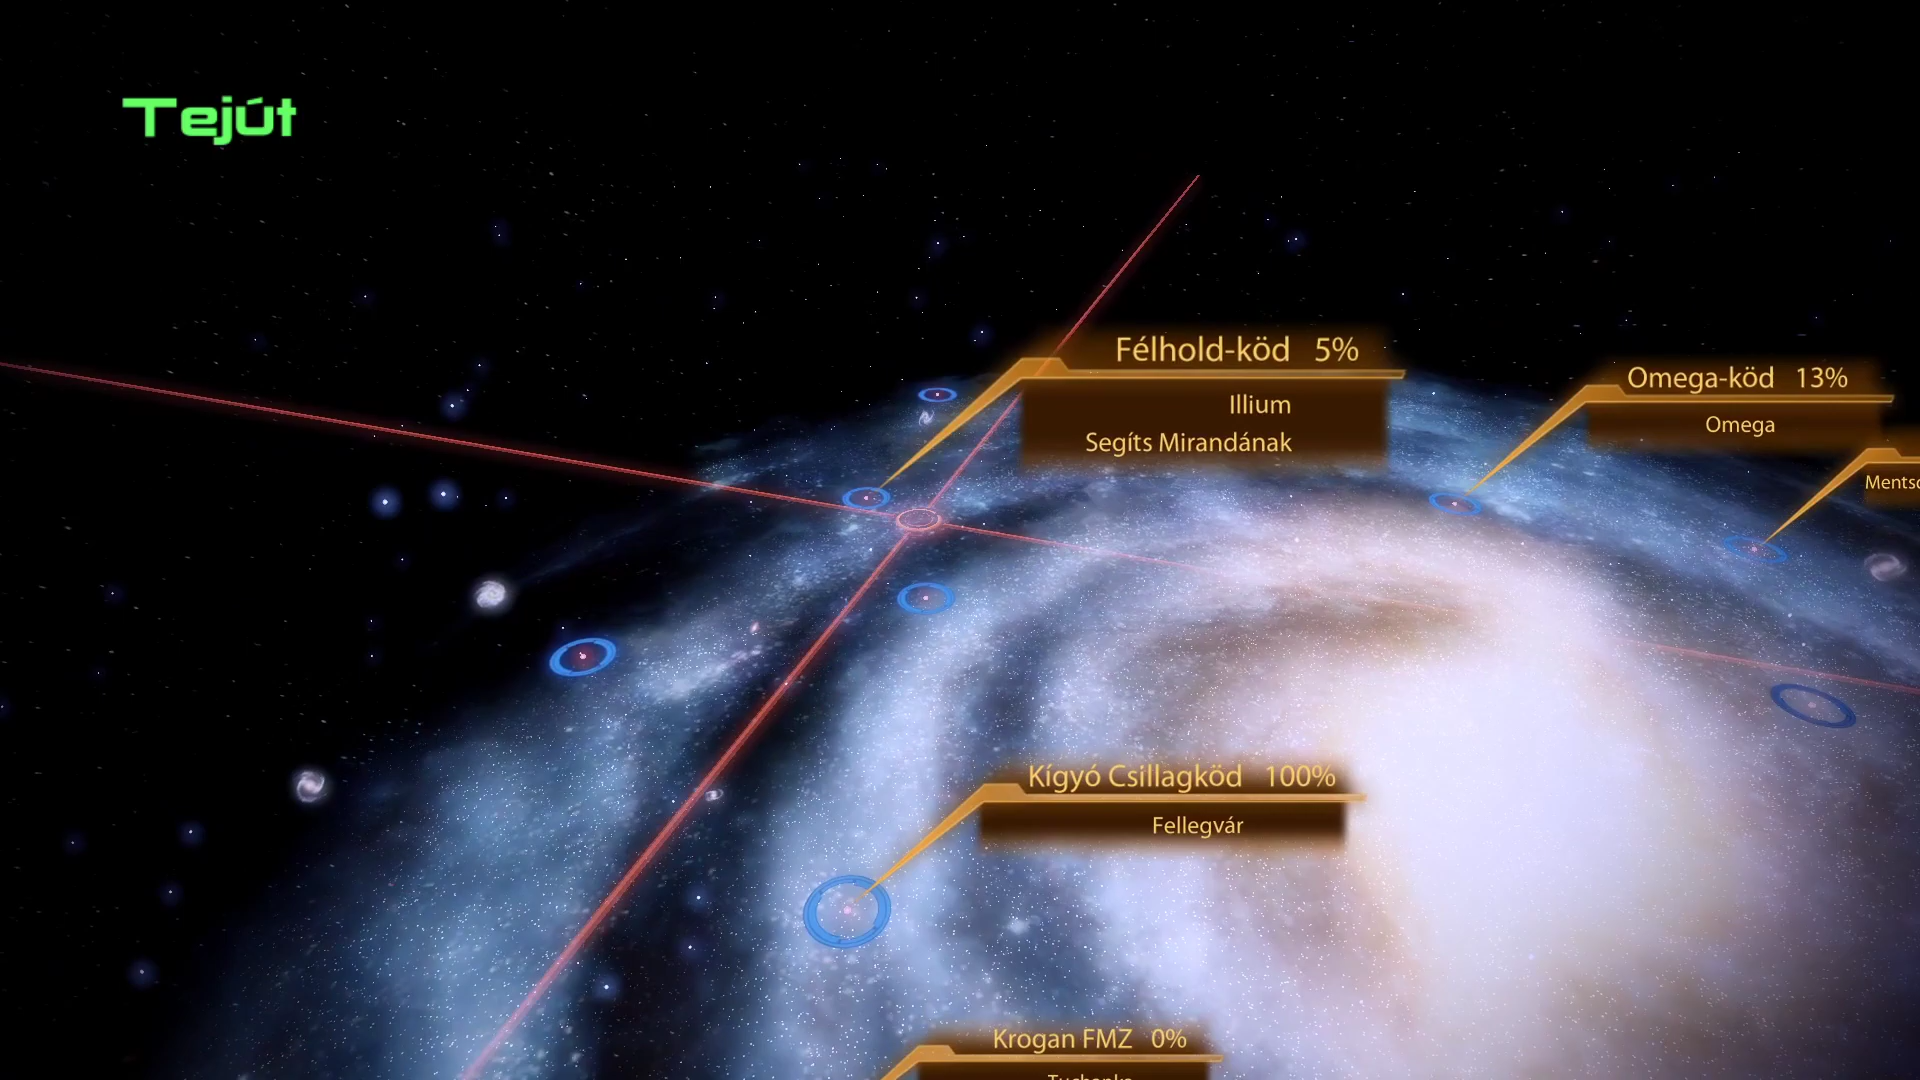 Tejút
Félhold-köd 5%
Illium
Segíts Mirandának
Omega-köd 13%
Omega
Kígyó Csillagköd 100%
Fellegvár
Krogan FMZ 0%